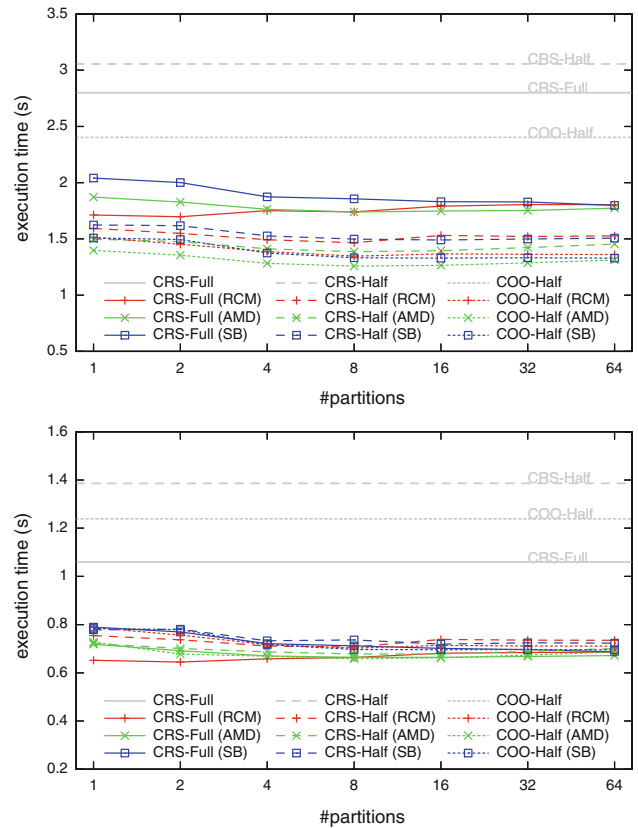 3.5
3
2.5
2
1.5
1
0.5
execution time (s)
CRS-Half
CRS-Full
COO-Half
CRS-Full CRS-Half COO-Half
CRS-Full (RCM) CRS-Half (RCM) COO-Half (RCM)
CRS-Full (AMD) CRS-Half (AMD) COO-Half (AMD)
CRS-Full (SB) CRS-Half (SB) COO-Half (SB)
1 2 4 8 16 32 64
#partitions
1.6
1.4
1.2
1
0.8
0.6
0.4
0.2
execution time (s)
CRS-Half
COO-Half
CRS-Full
CRS-Full CRS-Half COO-Half
CRS-Full (RCM) CRS-Half (RCM) COO-Half (RCM)
CRS-Full (AMD) CRS-Half (AMD) COO-Half (AMD)
CRS-Full (SB) CRS-Half (SB) COO-Half (SB)
1 2 4 8 16 32 64
#partitions